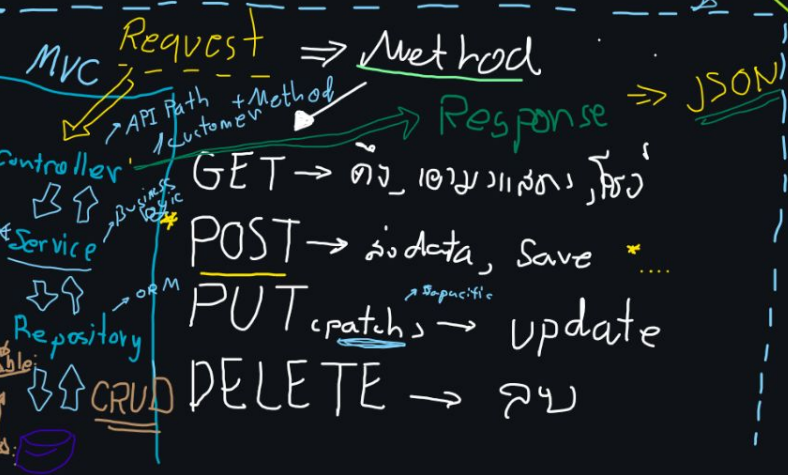 MVC
Request ⇒ Method
API Path + Method
/customer
Response ⇒ JSON
Controller
GET → ดึง, เอามาแสดง, โชว์
Business
Logic
Service
POST → ส่งdata, Save * ....
ORM
Repository
PUT (patch) → update
CRUD
DELETE → ลบ